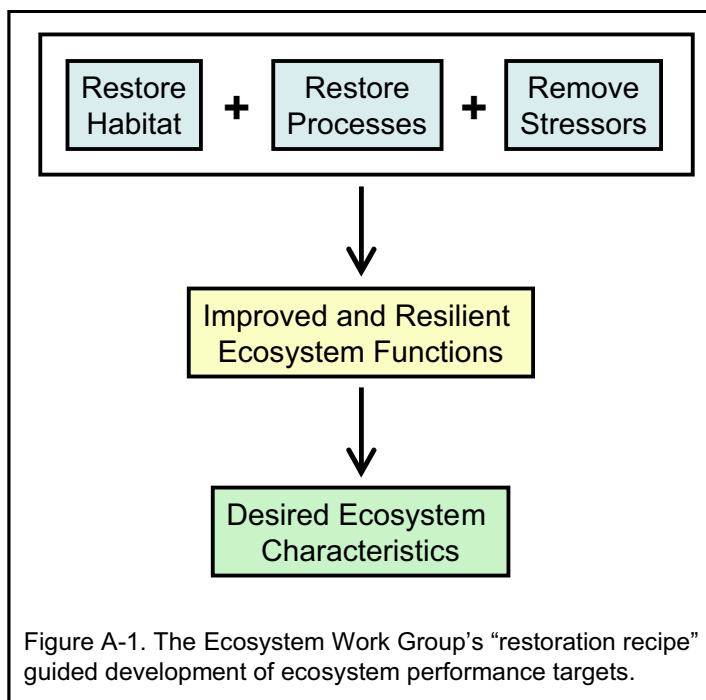 Restore + Restore + Remove
Habitat Processes Stressors
Improved and Resilient
Ecosystem Functions
Desired Ecosystem
Characteristics
Figure A-1. The Ecosystem Work Group’s “restoration recipe”
guided development of ecosystem performance targets.